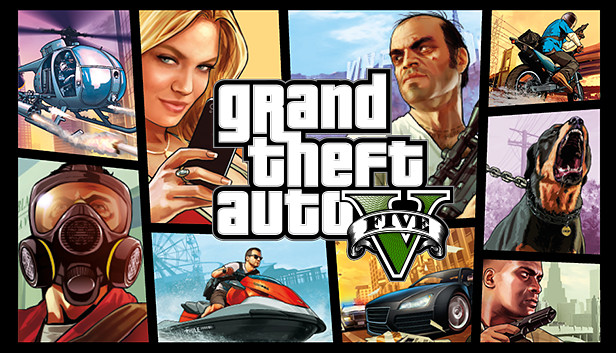 grand
theft
auto
V
FIVE